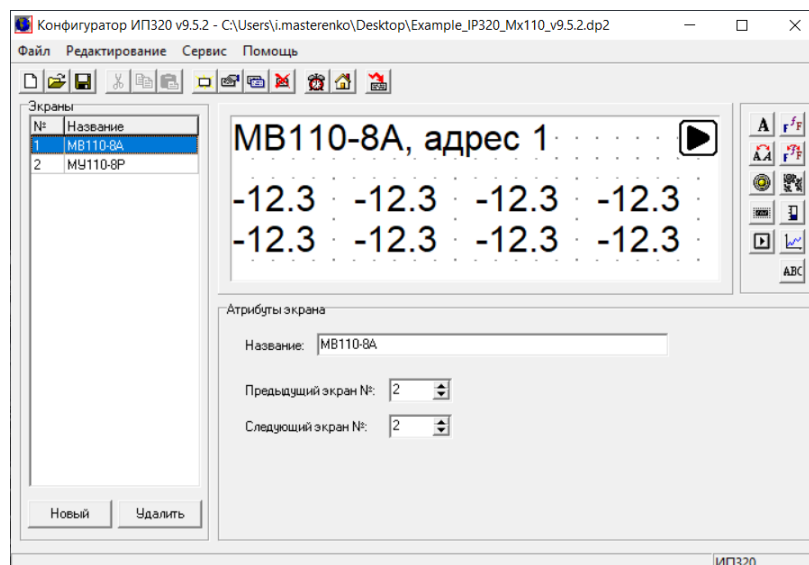 Конфигуратор ИП320 v9.5.2 - C:\Users\i.masterenko\Desktop\Example_IP320_Mx110_v9.5.2.dp2
Файл Редактирование Сервис Помощь
Экраны
№ Название
1 МВ110-8А
2 МУ110-8Р
Новый Удалить
МВ110-8А, адрес 1
-12.3 -12.3 -12.3 -12.3
-12.3 -12.3 -12.3 -12.3
A F f F
A A F 7 F
ABC
Атрибуты экрана
Название: МВ110-8А
Предыдущий экран №: 2
Следующий экран №: 2
ИП320